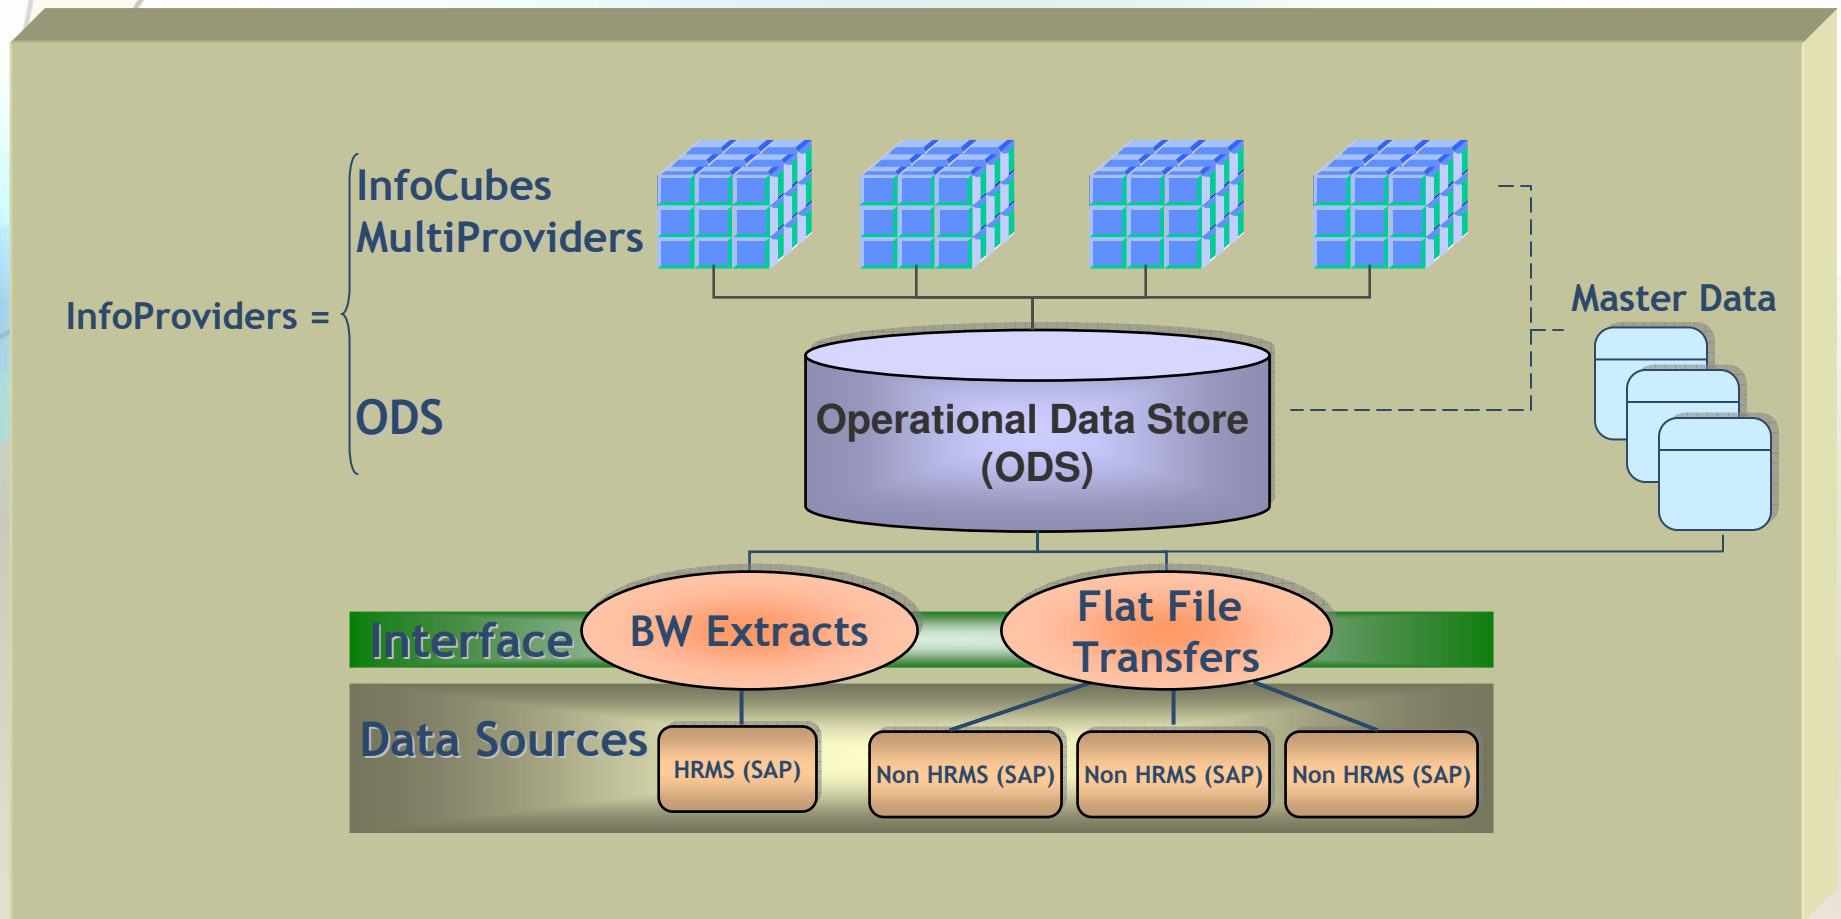 InfoCubes
MultiProviders
InfoProviders =
Master Data
ODS
Operational Data Store
(ODS)
Interface
BW Extracts
Flat File
Transfers
Data Sources
HRMS (SAP)
Non HRMS (SAP)
Non HRMS (SAP)
Non HRMS (SAP)